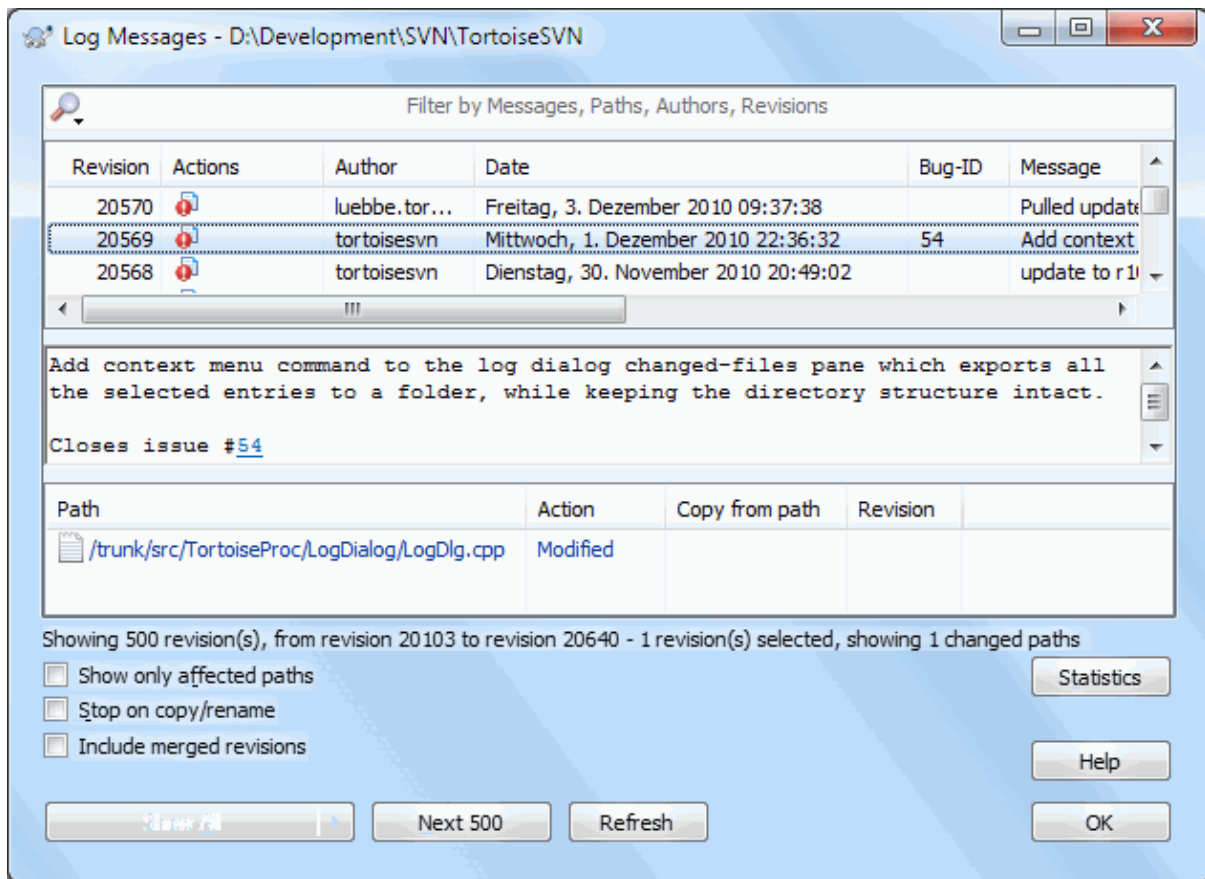 Log Messages - D:\Development\SVN\TortoiseSVN
Filter by Messages, Paths, Authors, Revisions
Revision Actions Author Date Bug-ID Message
20570 luebbe.tor... Freitag, 3. Dezember 2010 09:37:38 Pulled update
20569 tortoisesvn Mittwoch, 1. Dezember 2010 22:36:32 54 Add context
20568 tortoisesvn Dienstag, 30. November 2010 20:49:02 update to
Add context menu command to the log dialog changed-files pane which exports all
the selected entries to a folder, while keeping the directory structure intact.
Closes issue #54
Path Action Copy from path Revision
/trunk/src/TortoiseProc/LogDialog/LogDlg.cpp Modified
Showing 500 revision(s), from revision 20103 to revision 20640 - 1 revision(s) selected, showing 1 changed paths
Show only affected paths
Statistics
Stop on copy/rename
Include merged revisions
Help
Show All Next 500 Refresh OK